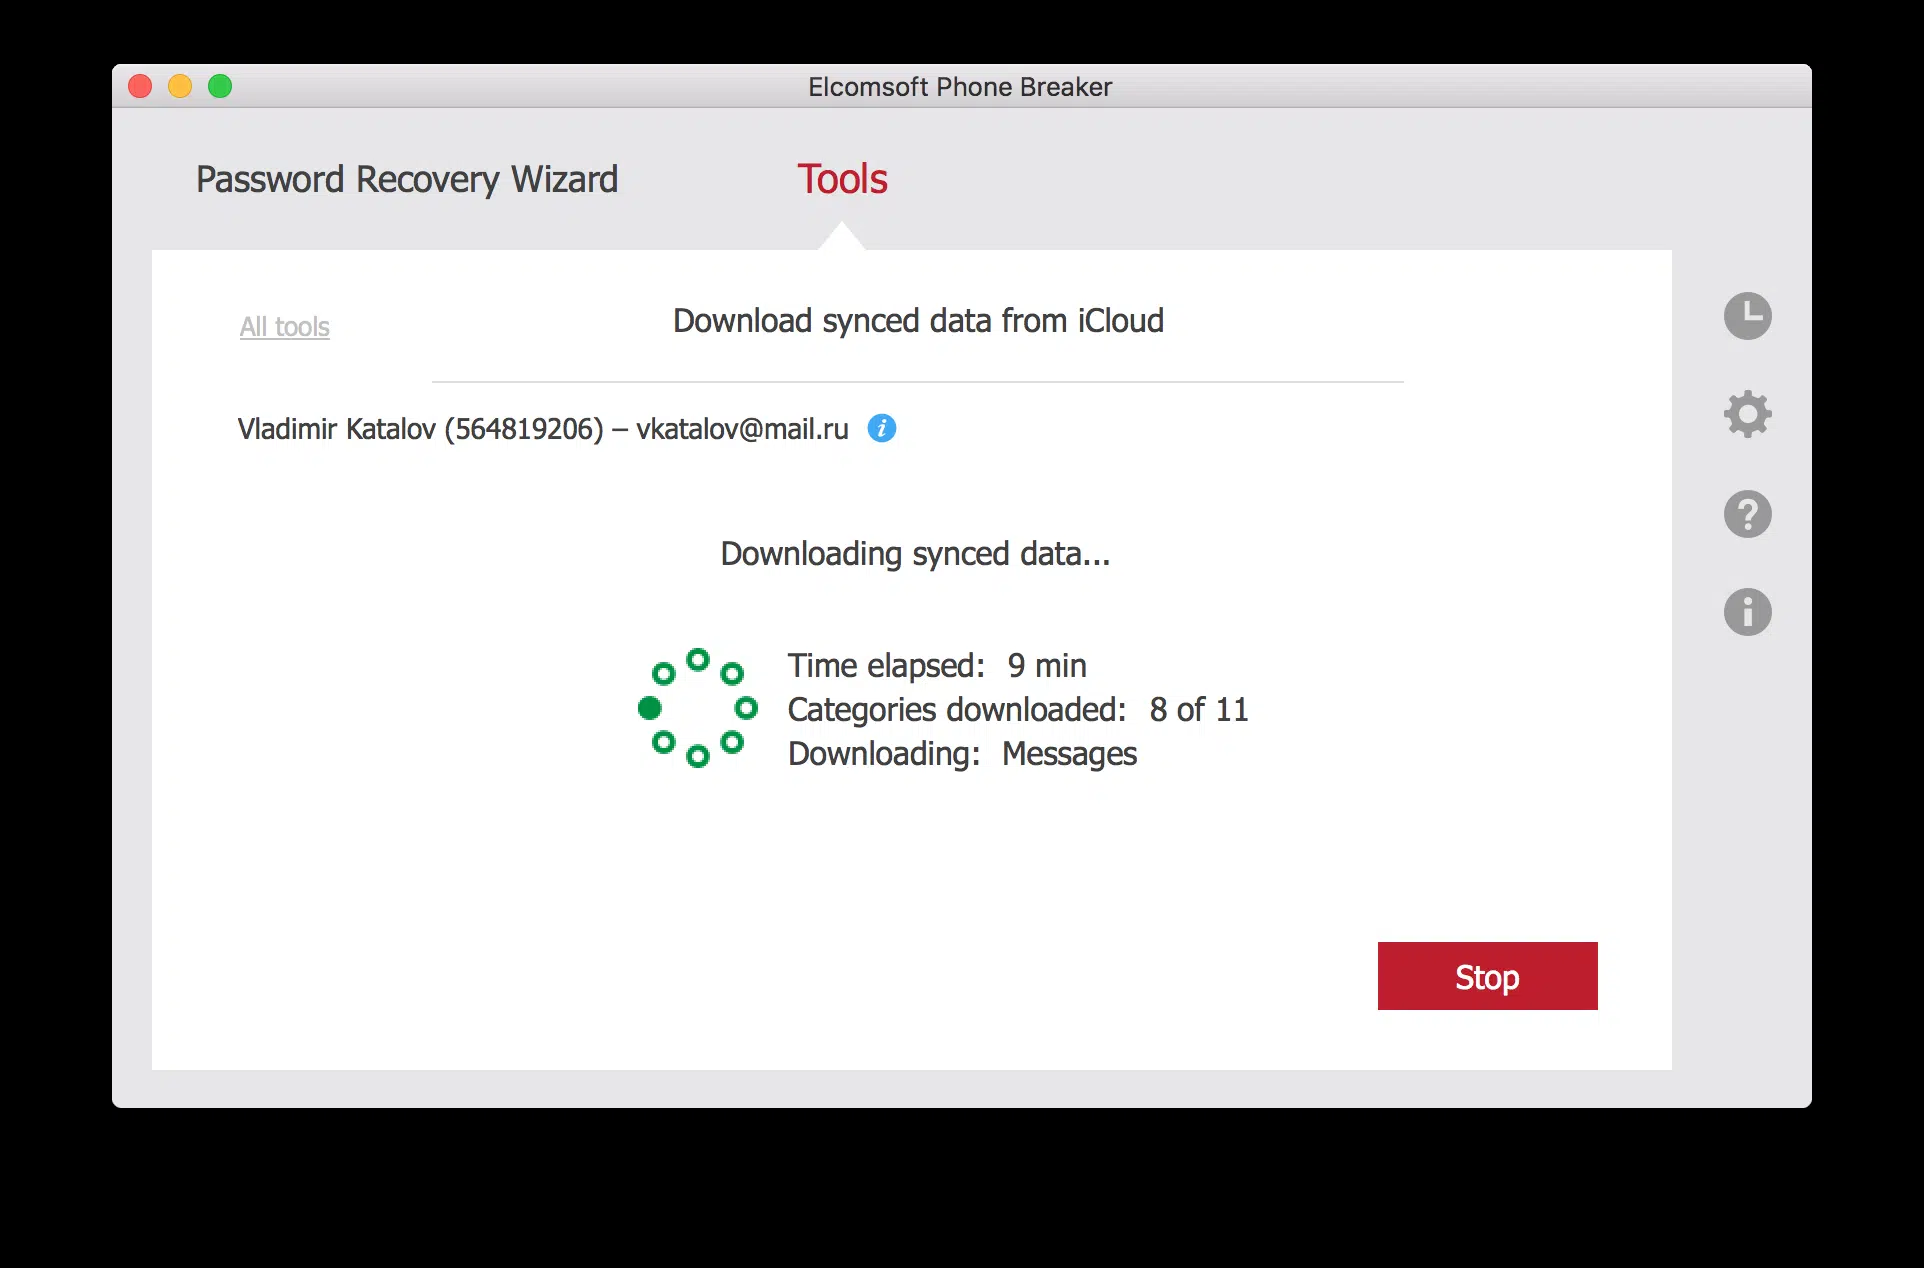 Elcomsoft Phone Breaker
Password Recovery Wizard
Tools
All tools
Download synced data from iCloud
Vladimir Katalov (564819206) – vkatalov@mail.ru
Downloading synced data...
Time elapsed: 9 min
Categories downloaded: 8 of 11
Downloading: Messages
Stop